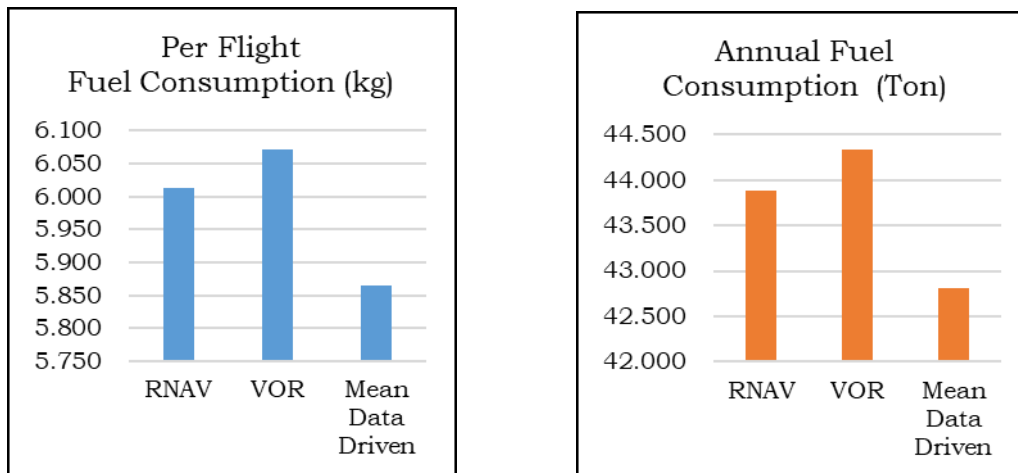 Per Flight
Fuel Consumption (kg)
6.100
6.050
6.000
5.950
5.900
5.850
5.800
5.750
RNAV VOR Mean
Data
Driven
Annual Fuel
Consumption (Ton)
44.500
44.000
43.500
43.000
42.500
42.000
RNAV VOR Mean
Data
Driven